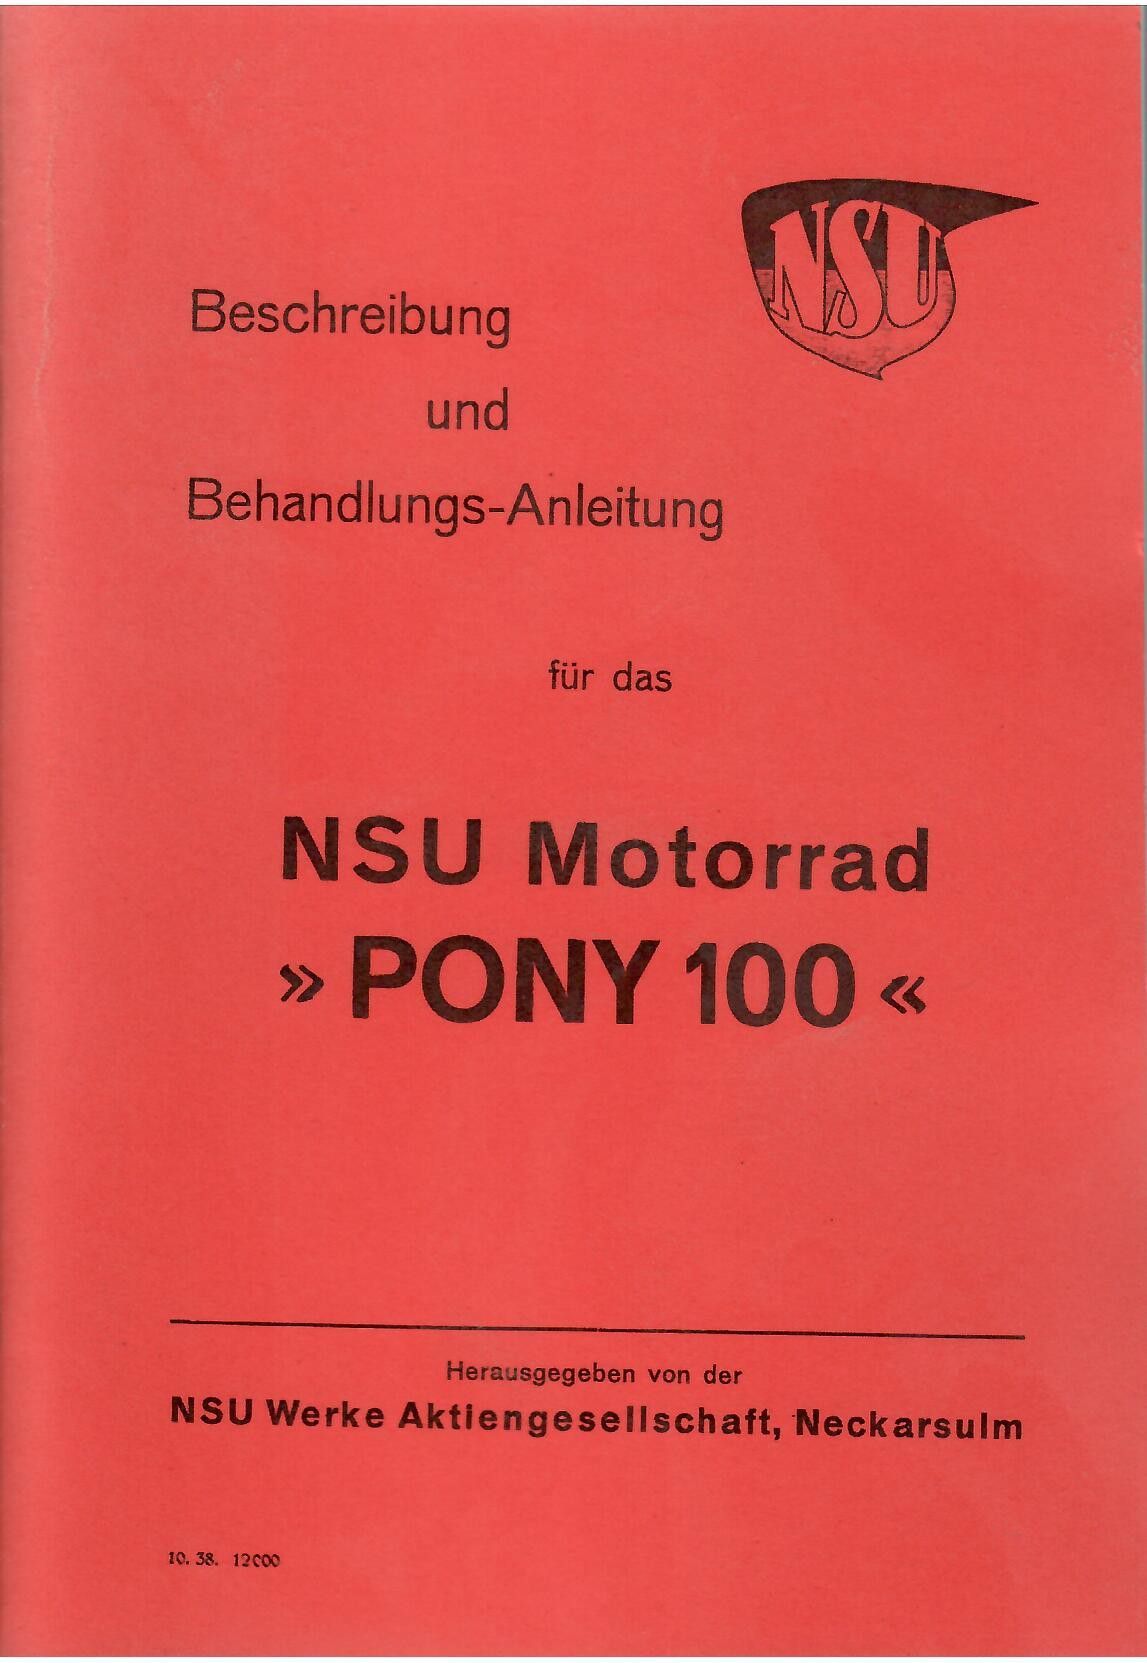 NSU
Beschreibung
und
Behandlungs-Anleitung
für das
NSU Motorrad
» PONY 100 «
Herausgegeben von der
NSU Werke Aktiengesellschaft, Neckarsulm
10. 38. 12000